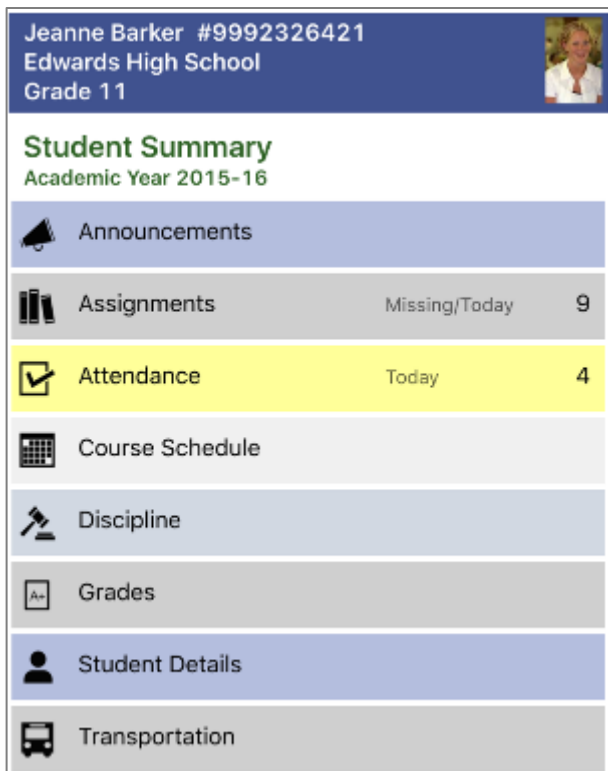 Jeanne Barker #9992326421
Edwards High School
Grade 11
Student Summary
Academic Year 2015-16
Announcements
Assignments Missing/Today 9
Attendance Today 4
Course Schedule
Discipline
A+ Grades
Student Details
Transportation